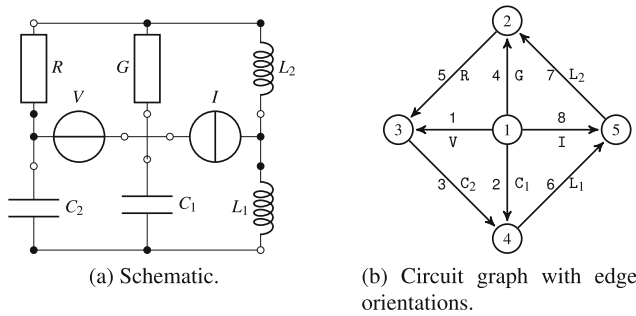 R
G
L₂
V
I
C₂
C₁
L₁
(a) Schematic.
2
5 R
4 G
7 L₂
3
1
V
1
8
I
5
3 C₂
2 C₁
6 L₁
4
(b) Circuit graph with edge
orientations.